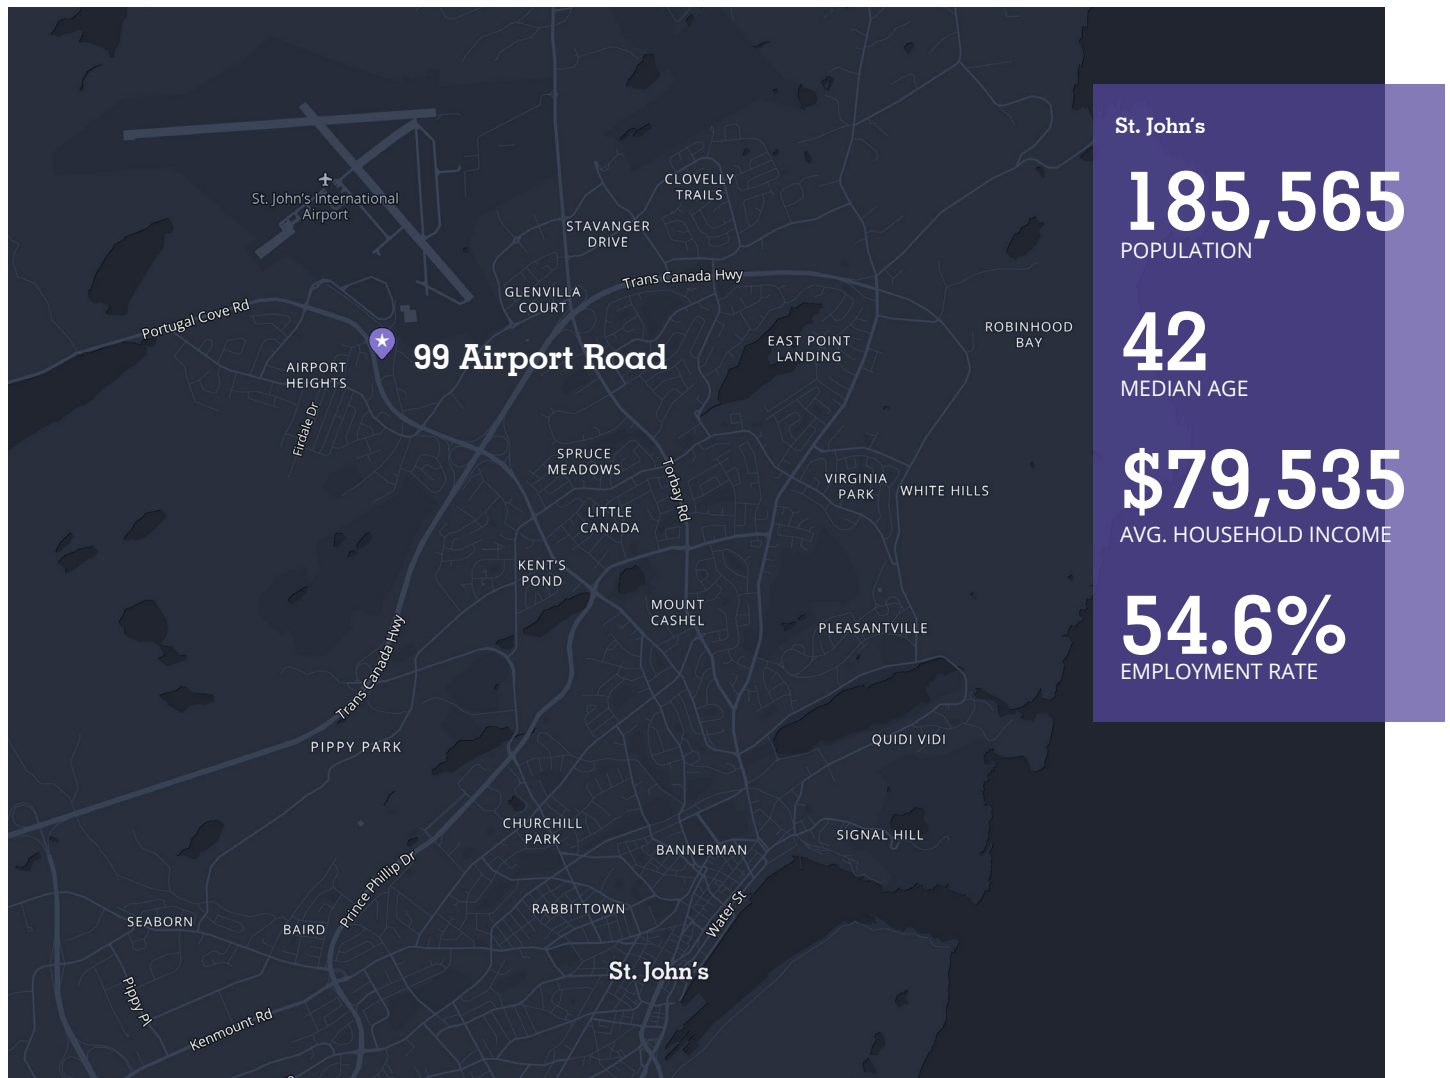 St. John's
185,565
POPULATION
42
MEDIAN AGE
$79,535
AVG. HOUSEHOLD INCOME
54.6%
EMPLOYMENT RATE
CLOVELLY
TRAILS
St. John's International
Airport
STAVANGER
DRIVE
Trans Canada Hwy
GLENVILLA
COURT
Portugal Cove Rd
ROBINHOOD
BAY
EAST POINT
LANDING
99 Airport Road
AIRPORT
HEIGHTS
Firdale Dr
SPRUCE
MEADOWS
Torbay Rd
VIRGINIA
PARK
WHITE HILLS
LITTLE
CANADA
KENT'S
POND
MOUNT
CASHEL
PLEASANTVILLE
Trans Canada Hwy
PIPPY PARK
QUIDI VIDI
CHURCHILL
PARK
SIGNAL HILL
BANNERMAN
Prince Phillip Dr
RABBITTOWN
Water St
SEABORN
BAIRD
St. John's
Pippy Pl
Kenmount Rd